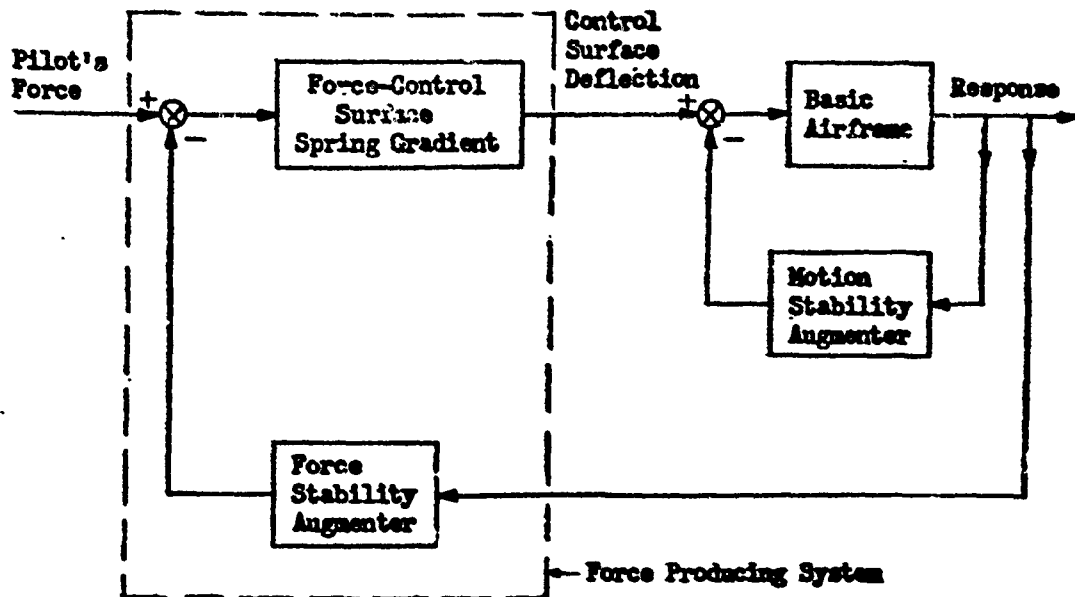 Pilot's
Force
+
−
Force-Control
Surface
Spring Gradient
Control
Surface
Deflection
+
−
Basic
Airframe
Response
Motion
Stability
Augmenter
Force
Stability
Augmenter
Force Producing System